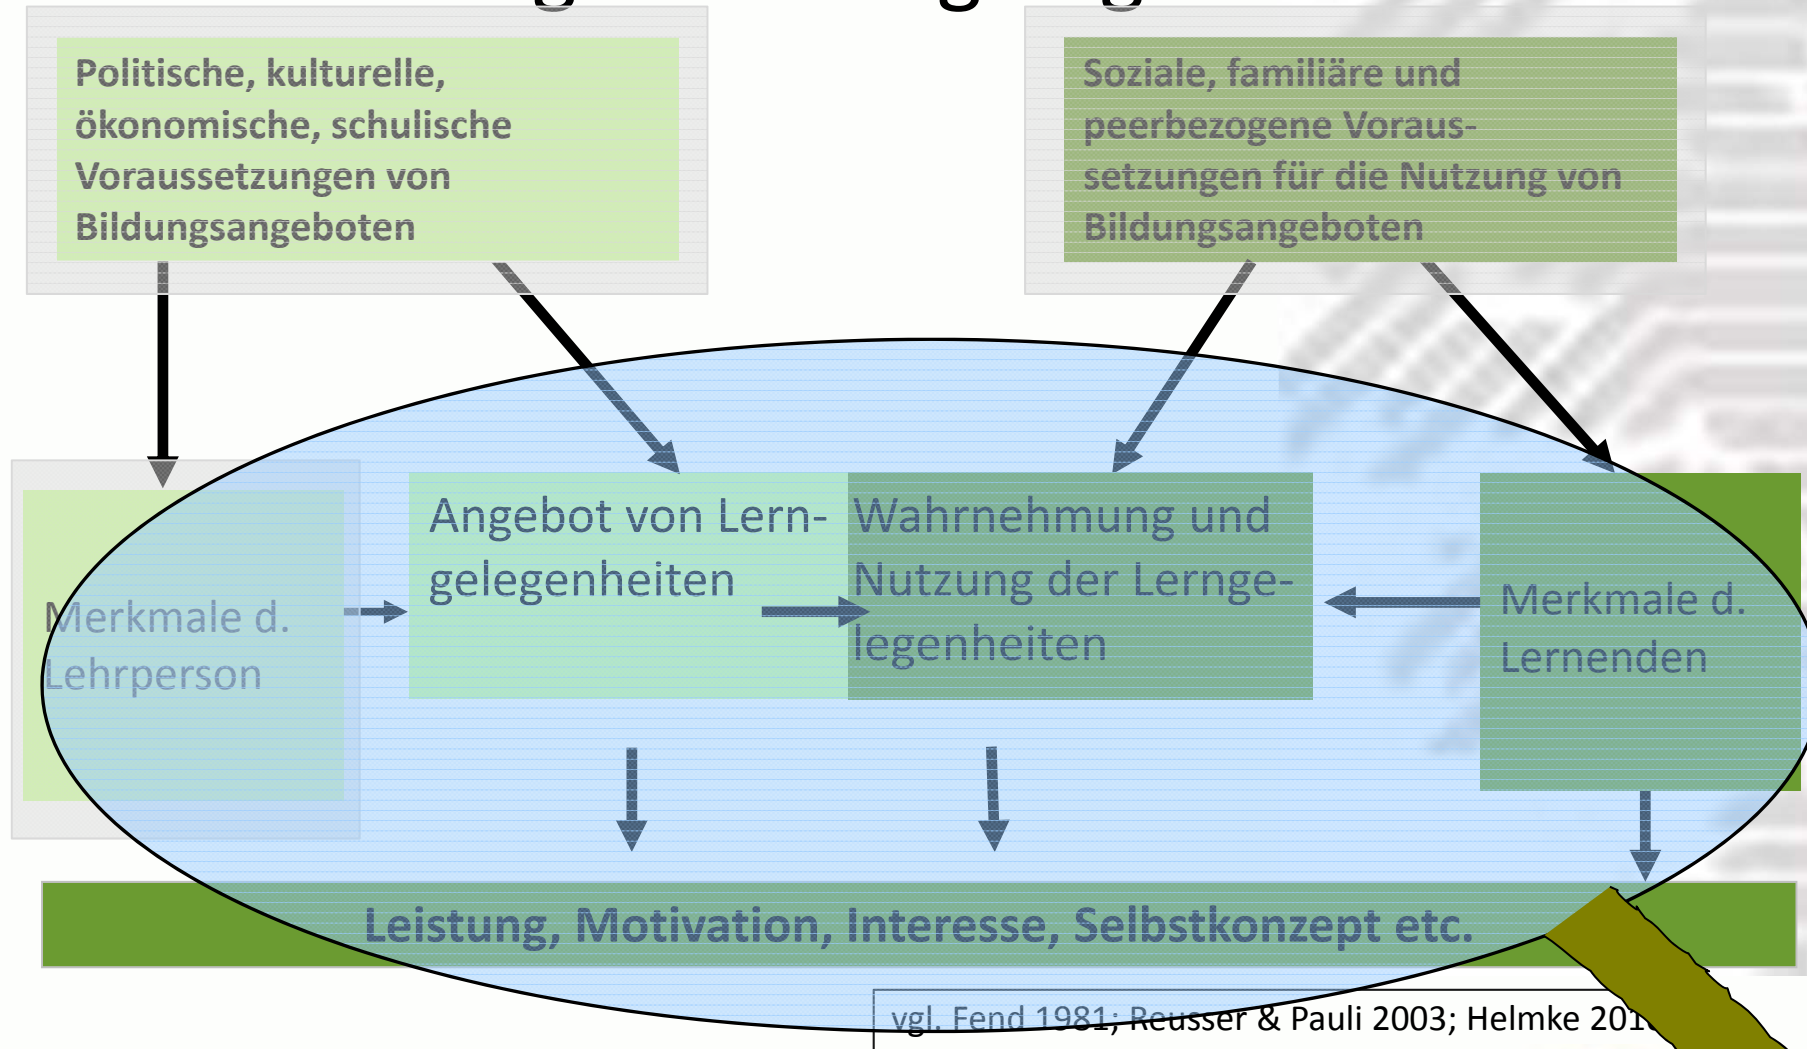 Politische, kulturelle,
ökonomische, schulische
Voraussetzungen von
Bildungsangeboten
Soziale, familiäre und
peerbezogene Voraus-
setzungen für die Nutzung von
Bildungsangeboten
Merkmale d.
Lehrperson
Angebot von Lern-
gelegenheiten
Wahrnehmung und
Nutzung der Lernge-
legenheiten
Merkmale d.
Lernenden
Leistung, Motivation, Interesse, Selbstkonzept etc.
vgl. Fend 1981; Reusser & Pauli 2003; Helmke